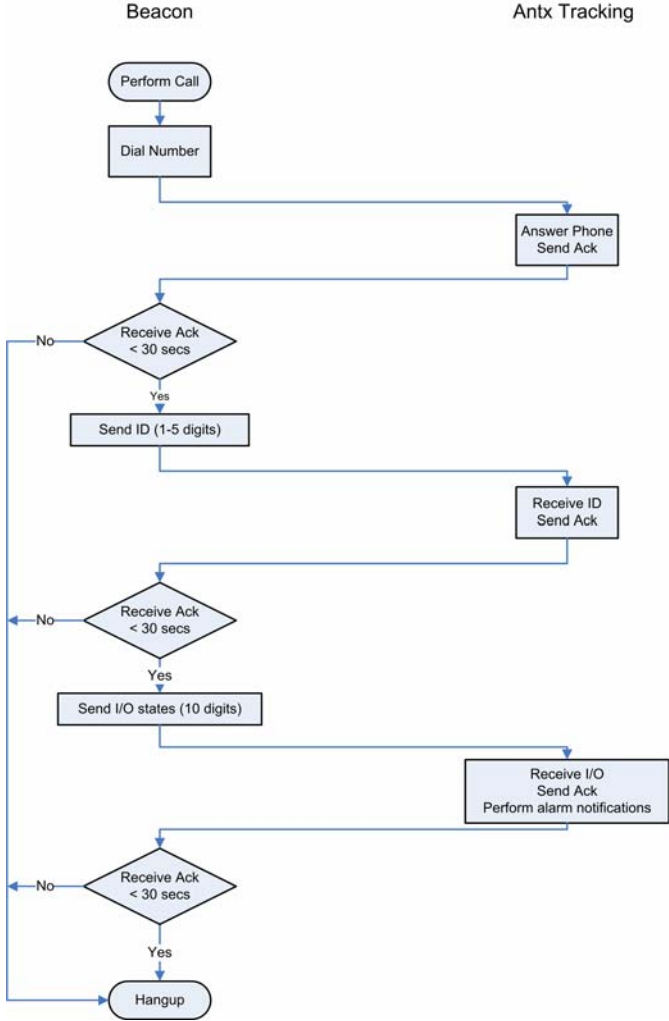 Beacon
Antx Tracking
Perform Call
Dial Number
Answer Phone
Send Ack
Receive Ack
< 30 secs
No
Yes
Send ID (1-5 digits)
Receive ID
Send Ack
Receive Ack
< 30 secs
No
Yes
Send I/O states (10 digits)
Receive I/O
Send Ack
Perform alarm notifications
Receive Ack
< 30 secs
No
Yes
Hangup